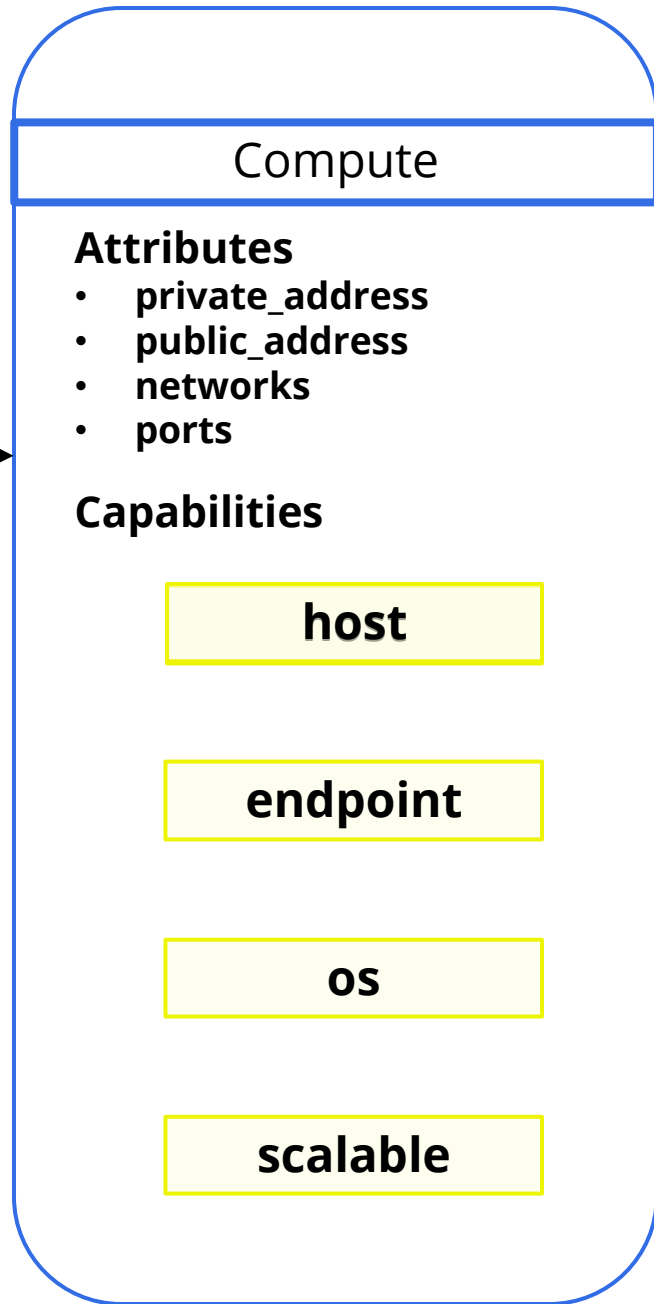 Compute
Attributes
• private_address
• public_address
• networks
• ports
Capabilities
host
endpoint
os
scalable